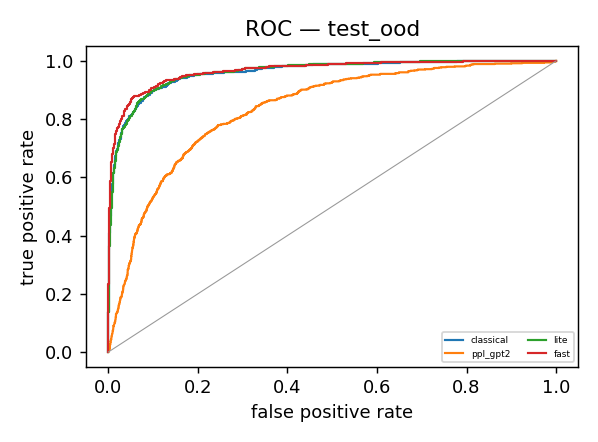 ROC — test_ood
true positive rate
1.0
0.8
0.6
0.4
0.2
0.0
classical
ppl_gpt2
lite
fast
0.0 0.2 0.4 0.6 0.8 1.0
false positive rate